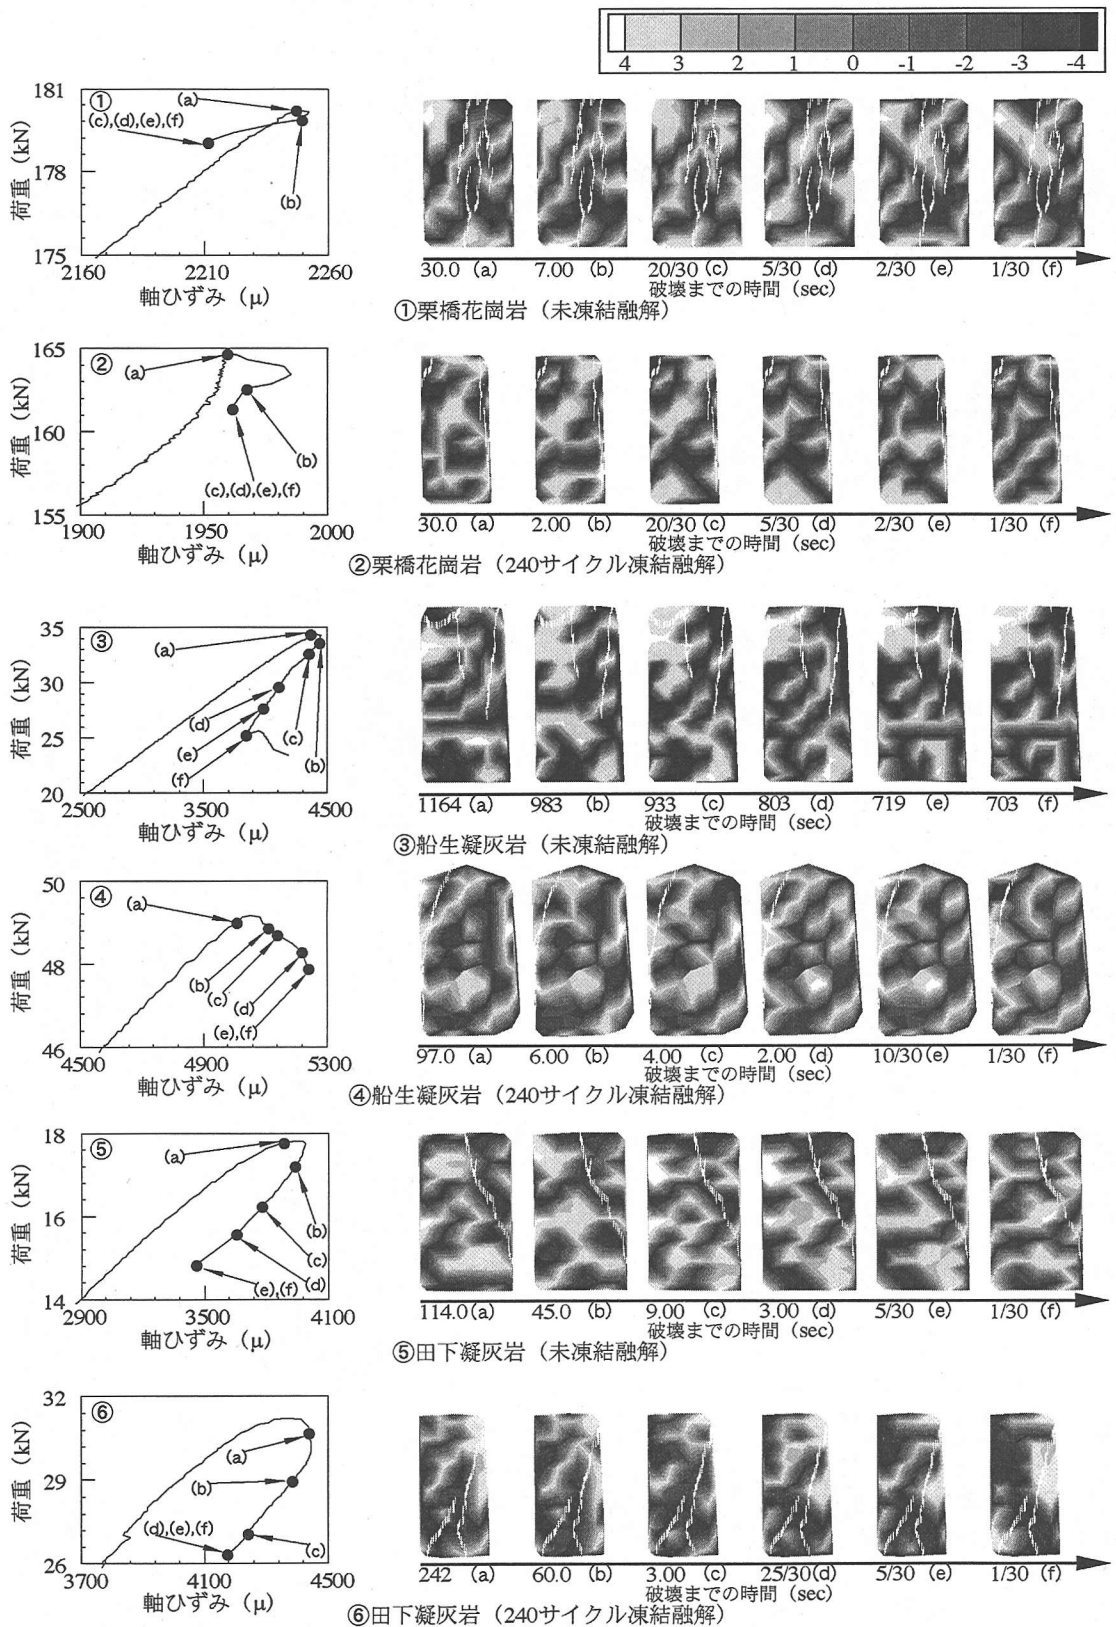 4 3 2 1 0 -1 -2 -3 -4
181
①
(a)
(c),(d),(e),(f)
荷重 (kN)
178
(b)
175
2160 2210 2260
軸ひずみ (μ)
30.0 (a) 7.00 (b) 20/30 (c) 5/30 (d) 2/30 (e) 1/30 (f)
破壊までの時間 (sec)
①栗橋花崗岩 (未凍結融解)
165
②
(a)
荷重 (kN)
160
(b)
(c),(d),(e),(f)
155
1900 1960 2000
軸ひずみ (μ)
30.0 (a) 2.00 (b) 20/30 (c) 5/30 (d) 2/30 (e) 1/30 (f)
破壊までの時間 (sec)
②栗橋花崗岩 (240サイクル凍結融解)
35
③
(a)
荷重 (kN)
30
(d)
25
(e)
(c)
(f)
(b)
20
2500 3500 4500
軸ひずみ (μ)
1164 (a) 983 (b) 933 (c) 803 (d) 719 (e) 703 (f)
破壊までの時間 (sec)
③船生凝灰岩 (未凍結融解)
50
④
(a)
荷重 (kN)
48
(b)
(c)
(d)
(e),(f)
46
4500 4900 5300
軸ひずみ (μ)
97.0 (a) 6.00 (b) 4.00 (c) 2.00 (d) 10/30 (e) 1/30 (f)
破壊までの時間 (sec)
④船生凝灰岩 (240サイクル凍結融解)
18
⑤
(a)
荷重 (kN)
16
(b)
(c)
(d)
(e),(f)
14
2900 3500 4100
軸ひずみ (μ)
114.0 (a) 45.0 (b) 9.00 (c) 3.00 (d) 5/30 (e) 1/30 (f)
破壊までの時間 (sec)
⑤田下凝灰岩 (未凍結融解)
32
⑥
(a)
荷重 (kN)
29
(b)
(d),(e),(f)
(c)
26
3700 4100 4500
軸ひずみ (μ)
242 (a) 60.0 (b) 3.00 (c) 25/30 (d) 5/30 (e) 1/30 (f)
破壊までの時間 (sec)
⑥田下凝灰岩 (240サイクル凍結融解)